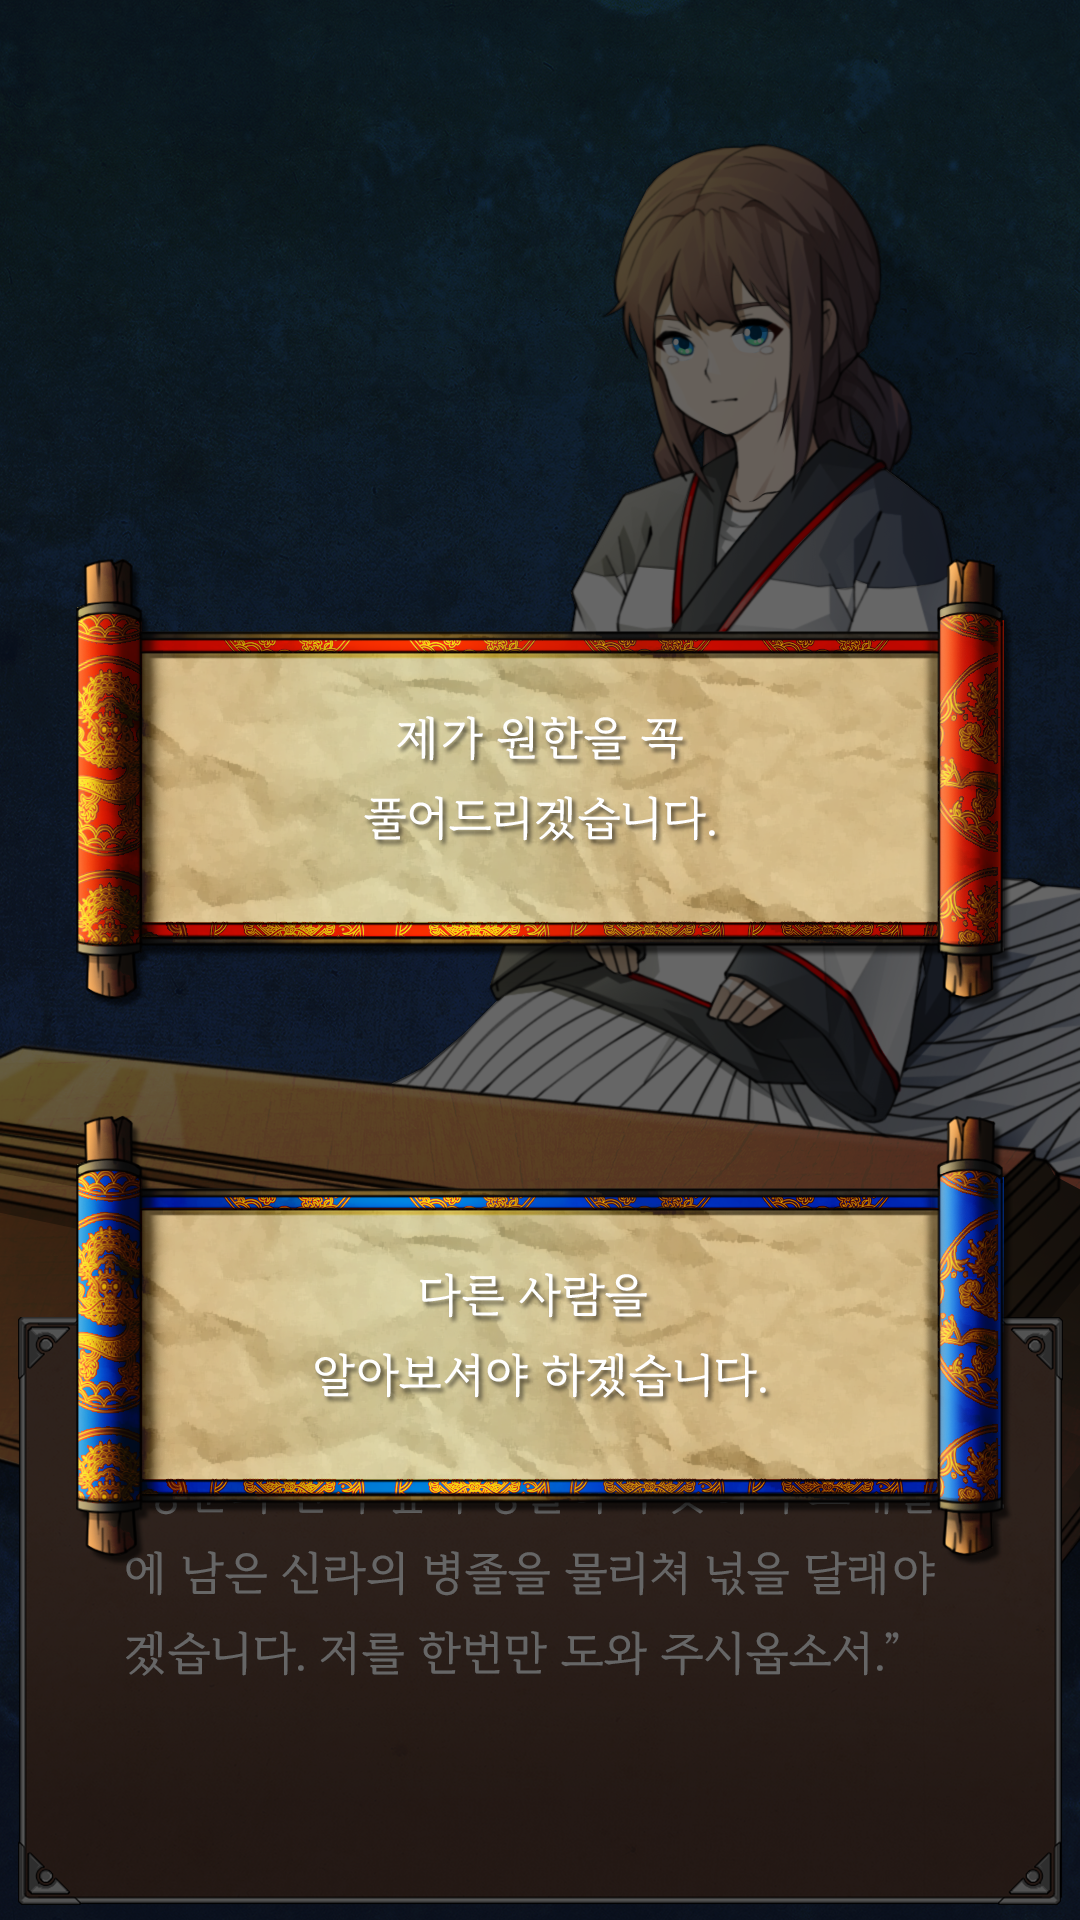 제가 원한을 꼭
풀어드리겠습니다.
다른 사람을
알아보셔야 하겠습니다.
에 남은 신라의 병졸을 물리쳐 넋을 달래야
겠습니다. 저를 한번만 도와 주시옵소서.”